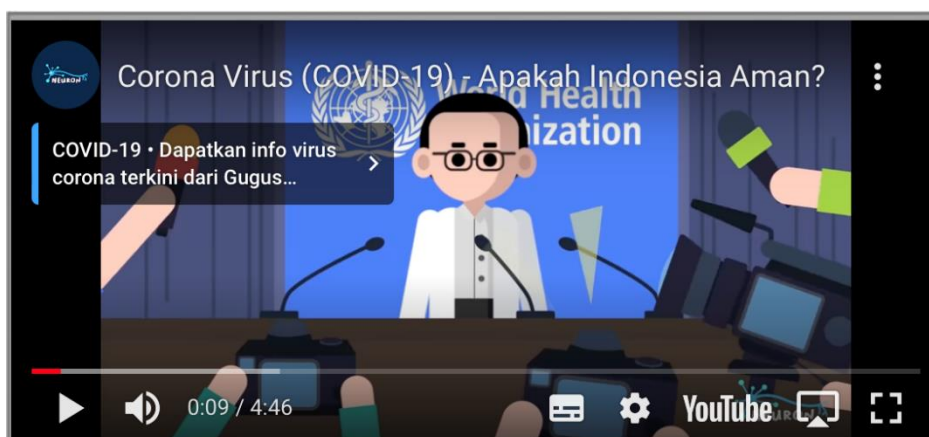 NEURON
Corona Virus (COVID-19) - Apakah Indonesia Aman?
World Health
COVID-19 • Dapatkan info virus
corona terkini dari Gugus...
0:09 / 4:46
YouTube